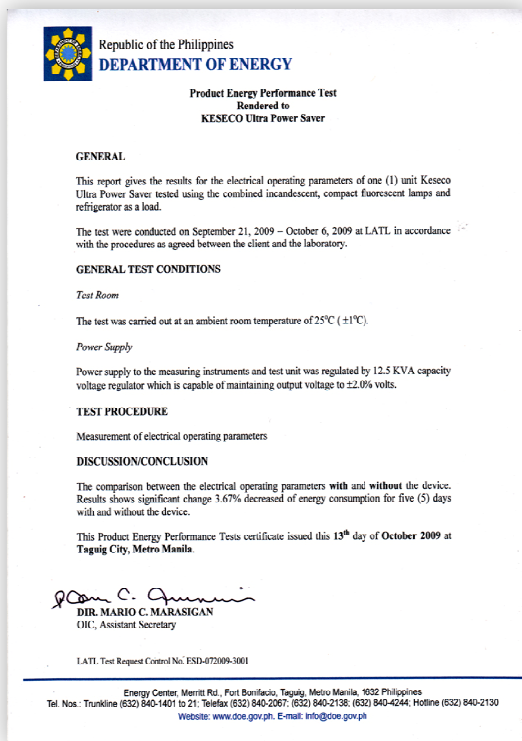 Republic of the Philippines
DEPARTMENT OF ENERGY
Product Energy Performance Test
Rendered to
KESECO Ultra Power Saver
GENERAL
This report gives the results for the electrical operating parameters of one (1) unit Keseco
Ultra Power Saver tested using the combined incandescent, compact fluorescent lamps and
refrigerator as a load.
The test were conducted on September 21, 2009 – October 6, 2009 at LATL in accordance
with the procedures as agreed between the client and the laboratory.
GENERAL TEST CONDITIONS
Test Room
The test was carried out at an ambient room temperature of 25°C (±1°C).
Power Supply
Power supply to the measuring instruments and test unit was regulated by 12.5 KVA capacity
voltage regulator which is capable of maintaining output voltage to ±2.0% volts.
TEST PROCEDURE
Measurement of electrical operating parameters
DISCUSSION/CONCLUSION
The comparison between the electrical operating parameters with and without the device.
Results shows significant change 3.67% decreased of energy consumption for five (5) days
with and without the device.
This Product Energy Performance Tests certificate issued this 13th day of October 2009 at
Taguig City, Metro Manila.
DIR. MARIO C. MARASIGAN
OIC, Assistant Secretary
LATL Test Request Control No. ESD-072009-3001
Energy Center, Merritt Rd., Fort Bonifacio, Taguig, Metro Manila, 1632 Philippines
Tel. Nos.: Trunkline (632) 840-1401 to 21; Telefax (632) 840-2067; (632) 840-2138; (632) 840-4244; Hotline (632) 840-2130
Website: www.doe.gov.ph. E-mail: info@doe.gov.ph